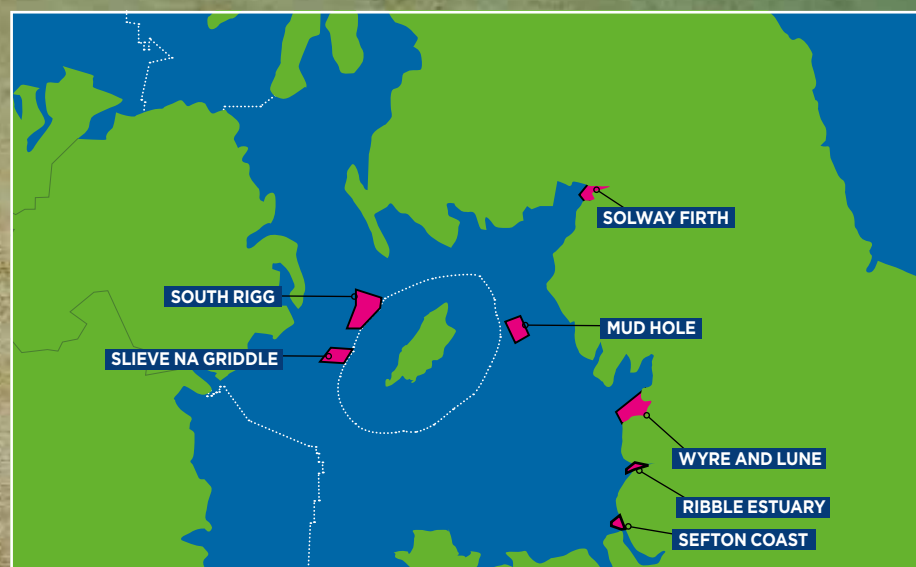 SOLWAY FIRTH
SOUTH RIGG
MUD HOLE
SLIEVE NA GRIDDLE
WYRE AND LUNE
RIBBLE ESTUARY
SEFTON COAST